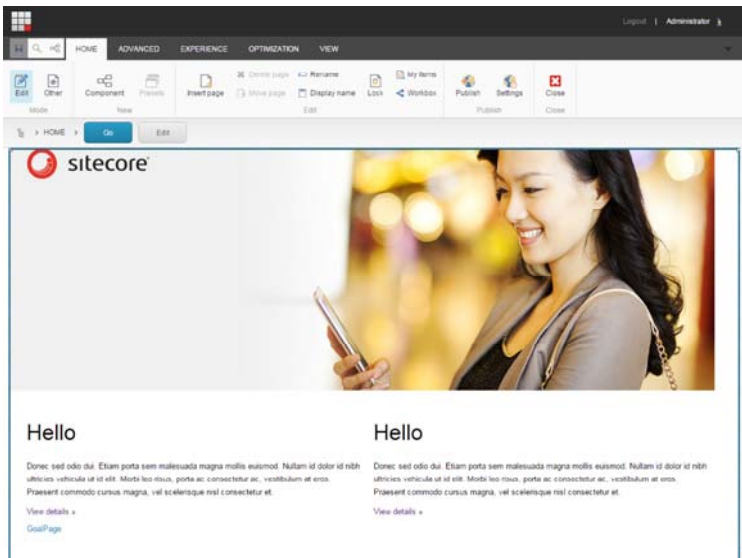 Logout | Administrator
HOME ADVANCED EXPERIENCE OPTIMIZATION VIEW
Edit Other Component Presets Insert page Delete page Rename Move page Display name Lock My Items Workbox Publish Settings Close
Mode New Edit Publish Close
HOME Go Edit
sitecore
Hello
Donec sed odio dui. Etiam porta sem malesuada magna mollis euismod. Nullam id dolor id nibh
ultricies vehicula ut id elit. Morbi leo risus, porta ac consectetur ac, vestibulum at eros.
Praesent commodo cursus magna, vel scelerisque nisl consectetur et.
View details »
GoalPage
Hello
Donec sed odio dui. Etiam porta sem malesuada magna mollis euismod. Nullam id dolor id nibh
ultricies vehicula ut id elit. Morbi leo risus, porta ac consectetur ac, vestibulum at eros.
Praesent commodo cursus magna, vel scelerisque nisl consectetur et.
View details »